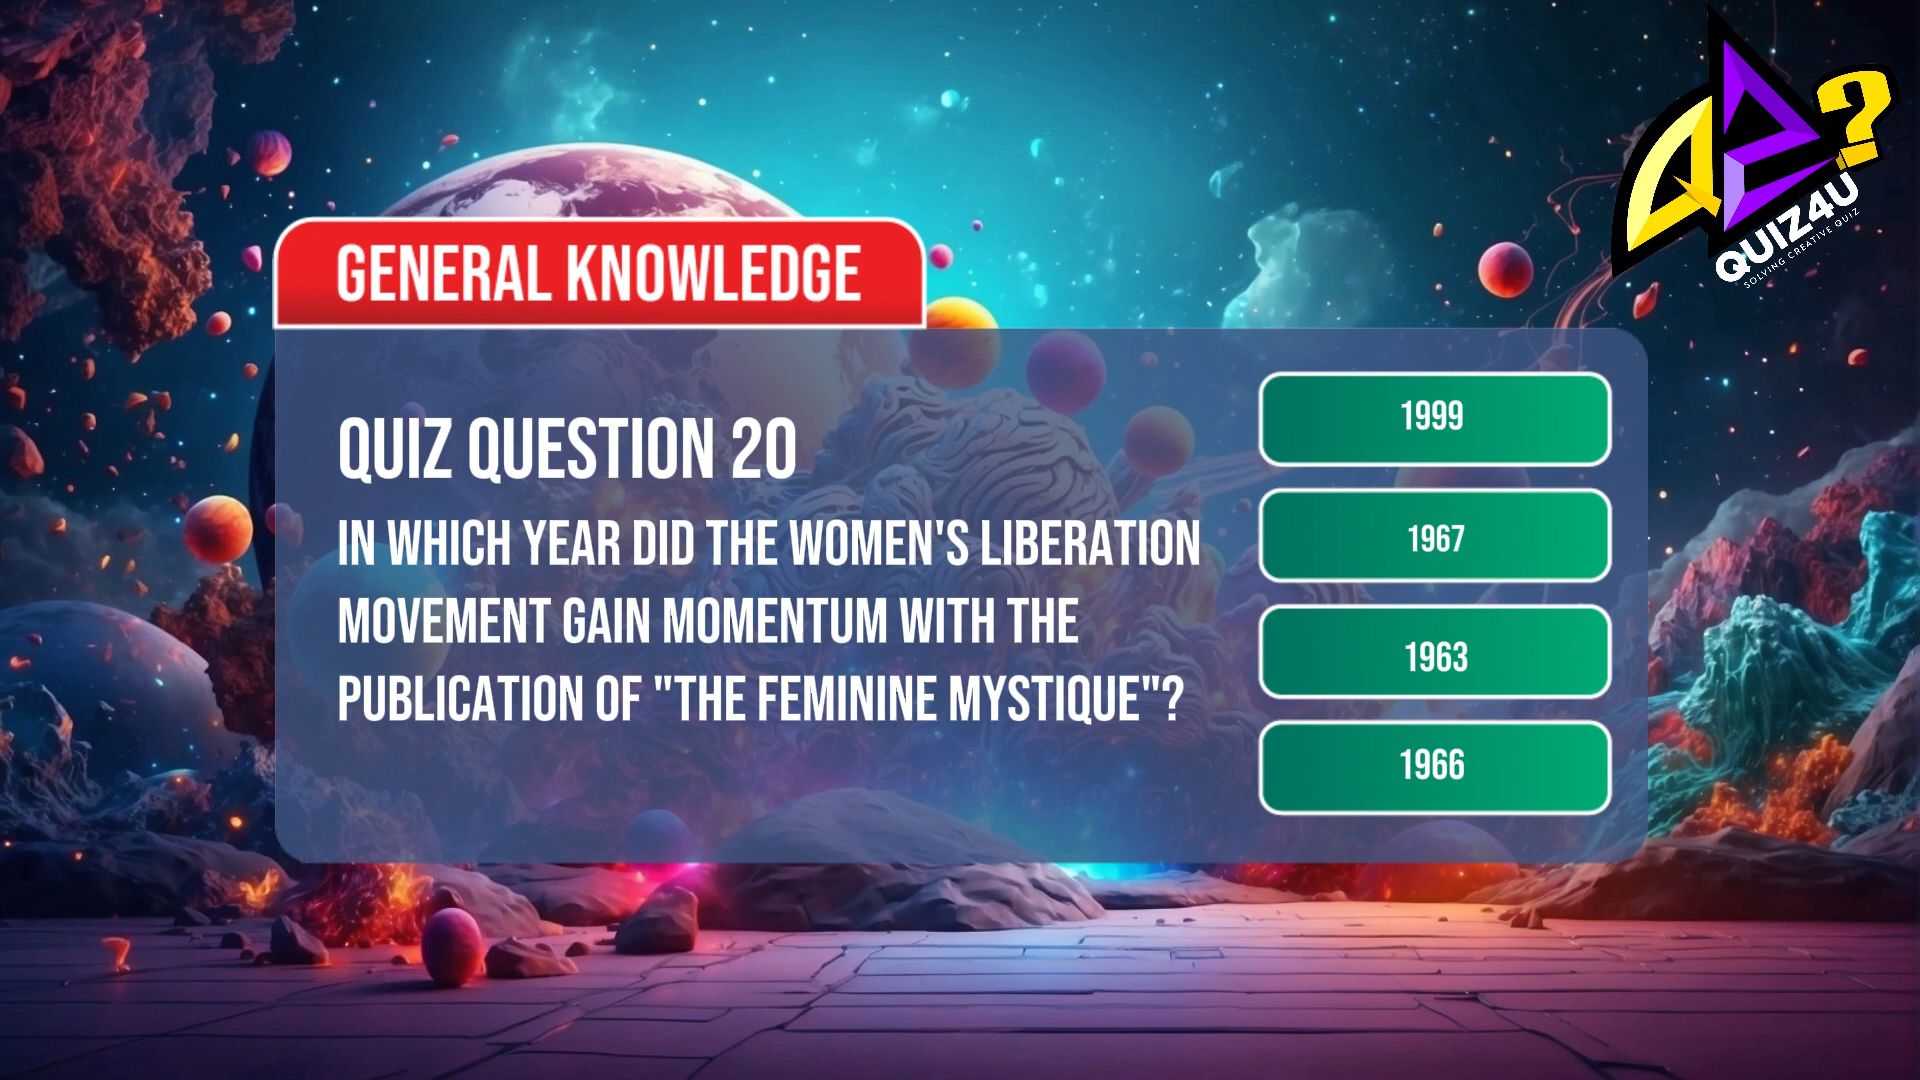 GENERAL KNOWLEDGE
QUIZ QUESTION 20
IN WHICH YEAR DID THE WOMEN'S LIBERATION
MOVEMENT GAIN MOMENTUM WITH THE
PUBLICATION OF "THE FEMININE MYSTIQUE"?
1999
1967
1963
1966
?
QUIZ4U
SOLVING CREATIVE QUIZ